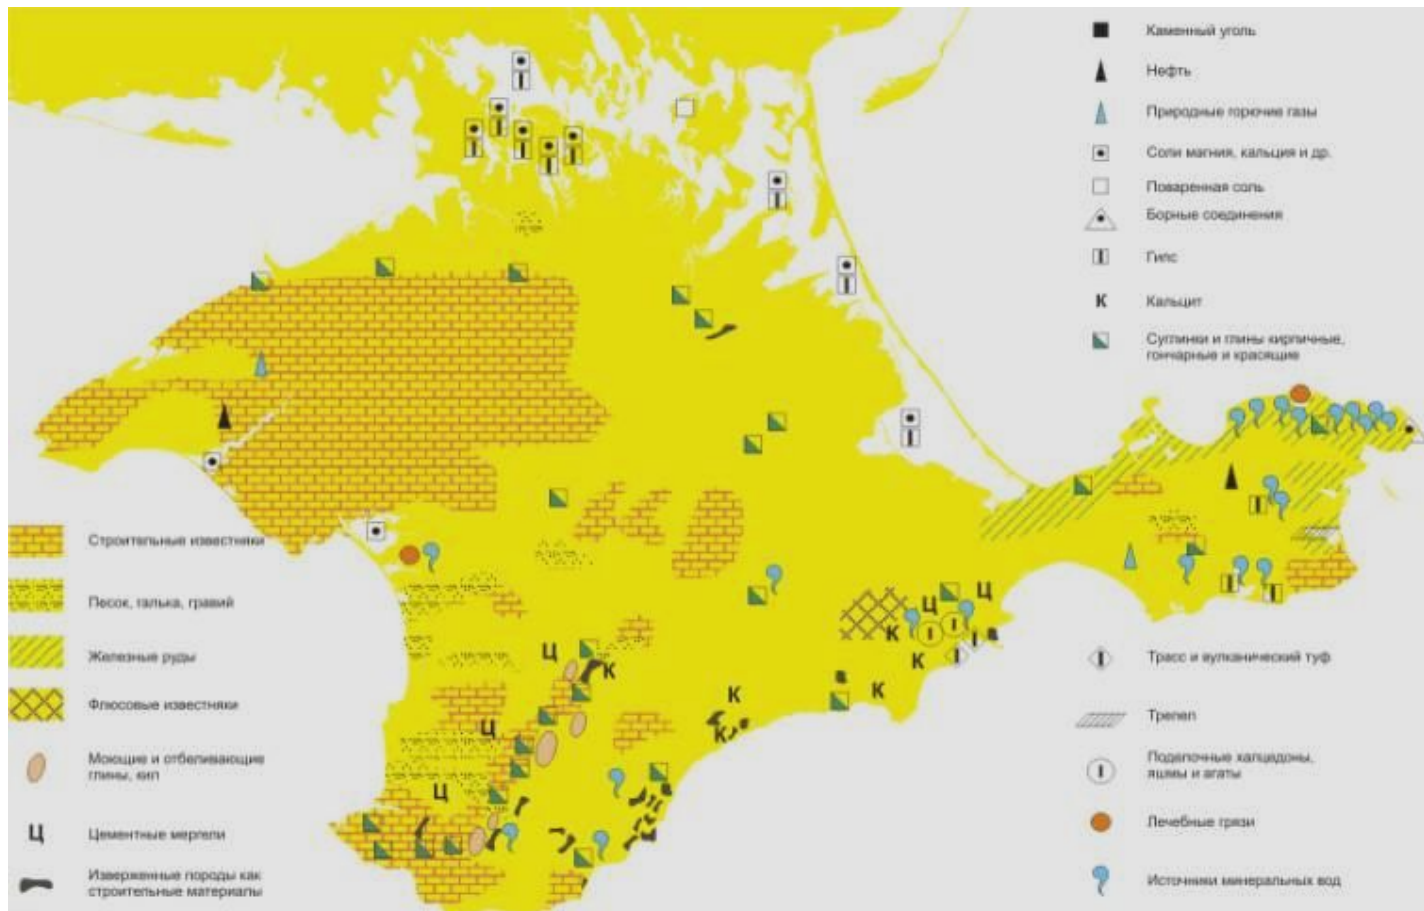 Каменный уголь
Нефть
Природные горючие газы
Соли магния, кальция и др.
Поваренная соль
Борные соединения
Гипс
К
Кальцит
Суглинки и глины кирпичные,
гончарные и красящие
Строительные известняки
Песок, галька, гравий
Железные руды
Флюсовые известняки
Моющие и отбеливающие
глины, кил
Ц
Цементные мергели
Изверженные породы как
строительные материалы
Ц
Ц
К
К
К
К
К
Ц
К
Ц
Ц
Трасс и вулканический туф
Трепел
Поделочные халцедоны,
яшмы и агаты
Лечебные грязи
Источники минеральных вод